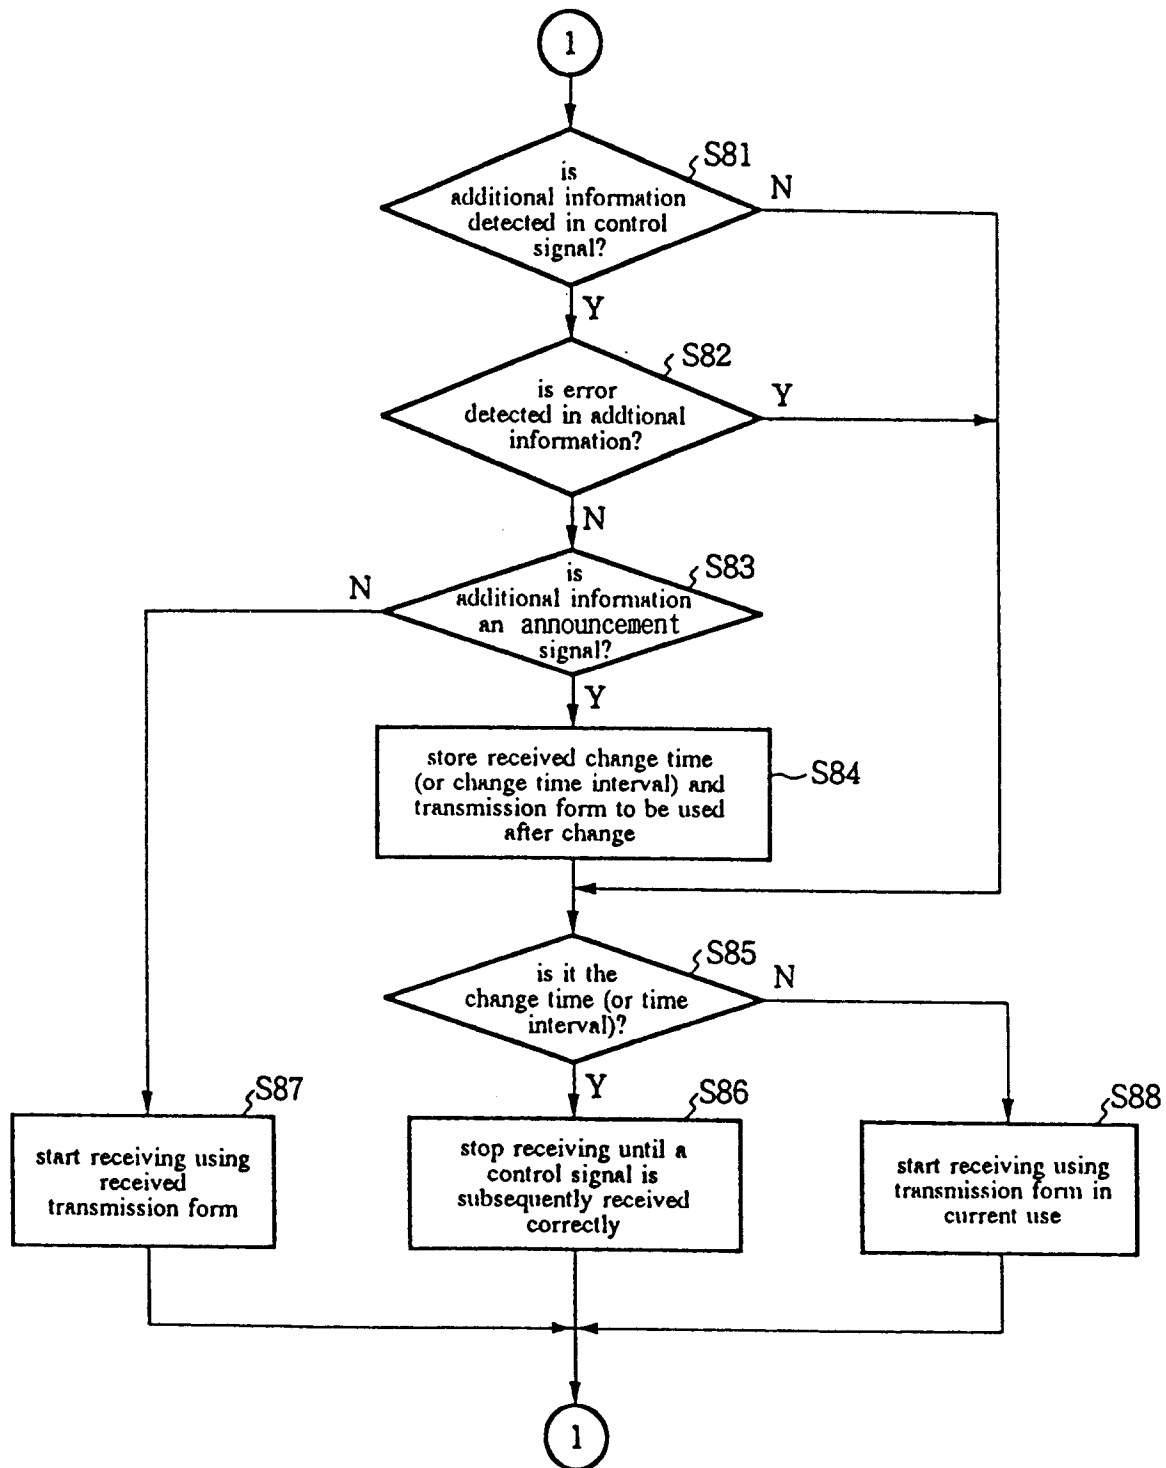 1
S81
is
additional information
detected in control
signal?
N
Y
S82
is error
detected in addtional
information?
Y
N
S83
is
additional information
an announcement
signal?
N
Y
store received change time
(or change time interval) and
transmission form to be used
after change
S84
S85
is it the
change time (or time
interval)?
N
Y
S87
start receiving using
received
transmission form
S86
stop receiving until a
control signal is
subsequently received
correctly
S88
start receiving using
transmission form in
current use
1